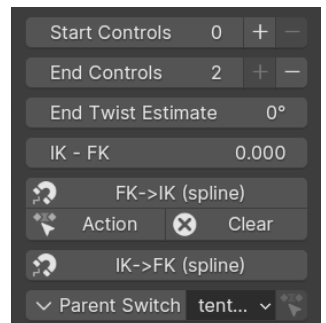 Start Controls 0 + −
End Controls 2 + −
End Twist Estimate 0°
IK - FK 0.000
FK->IK (spline)
Action Clear
IK->FK (spline)
Parent Switch tent...